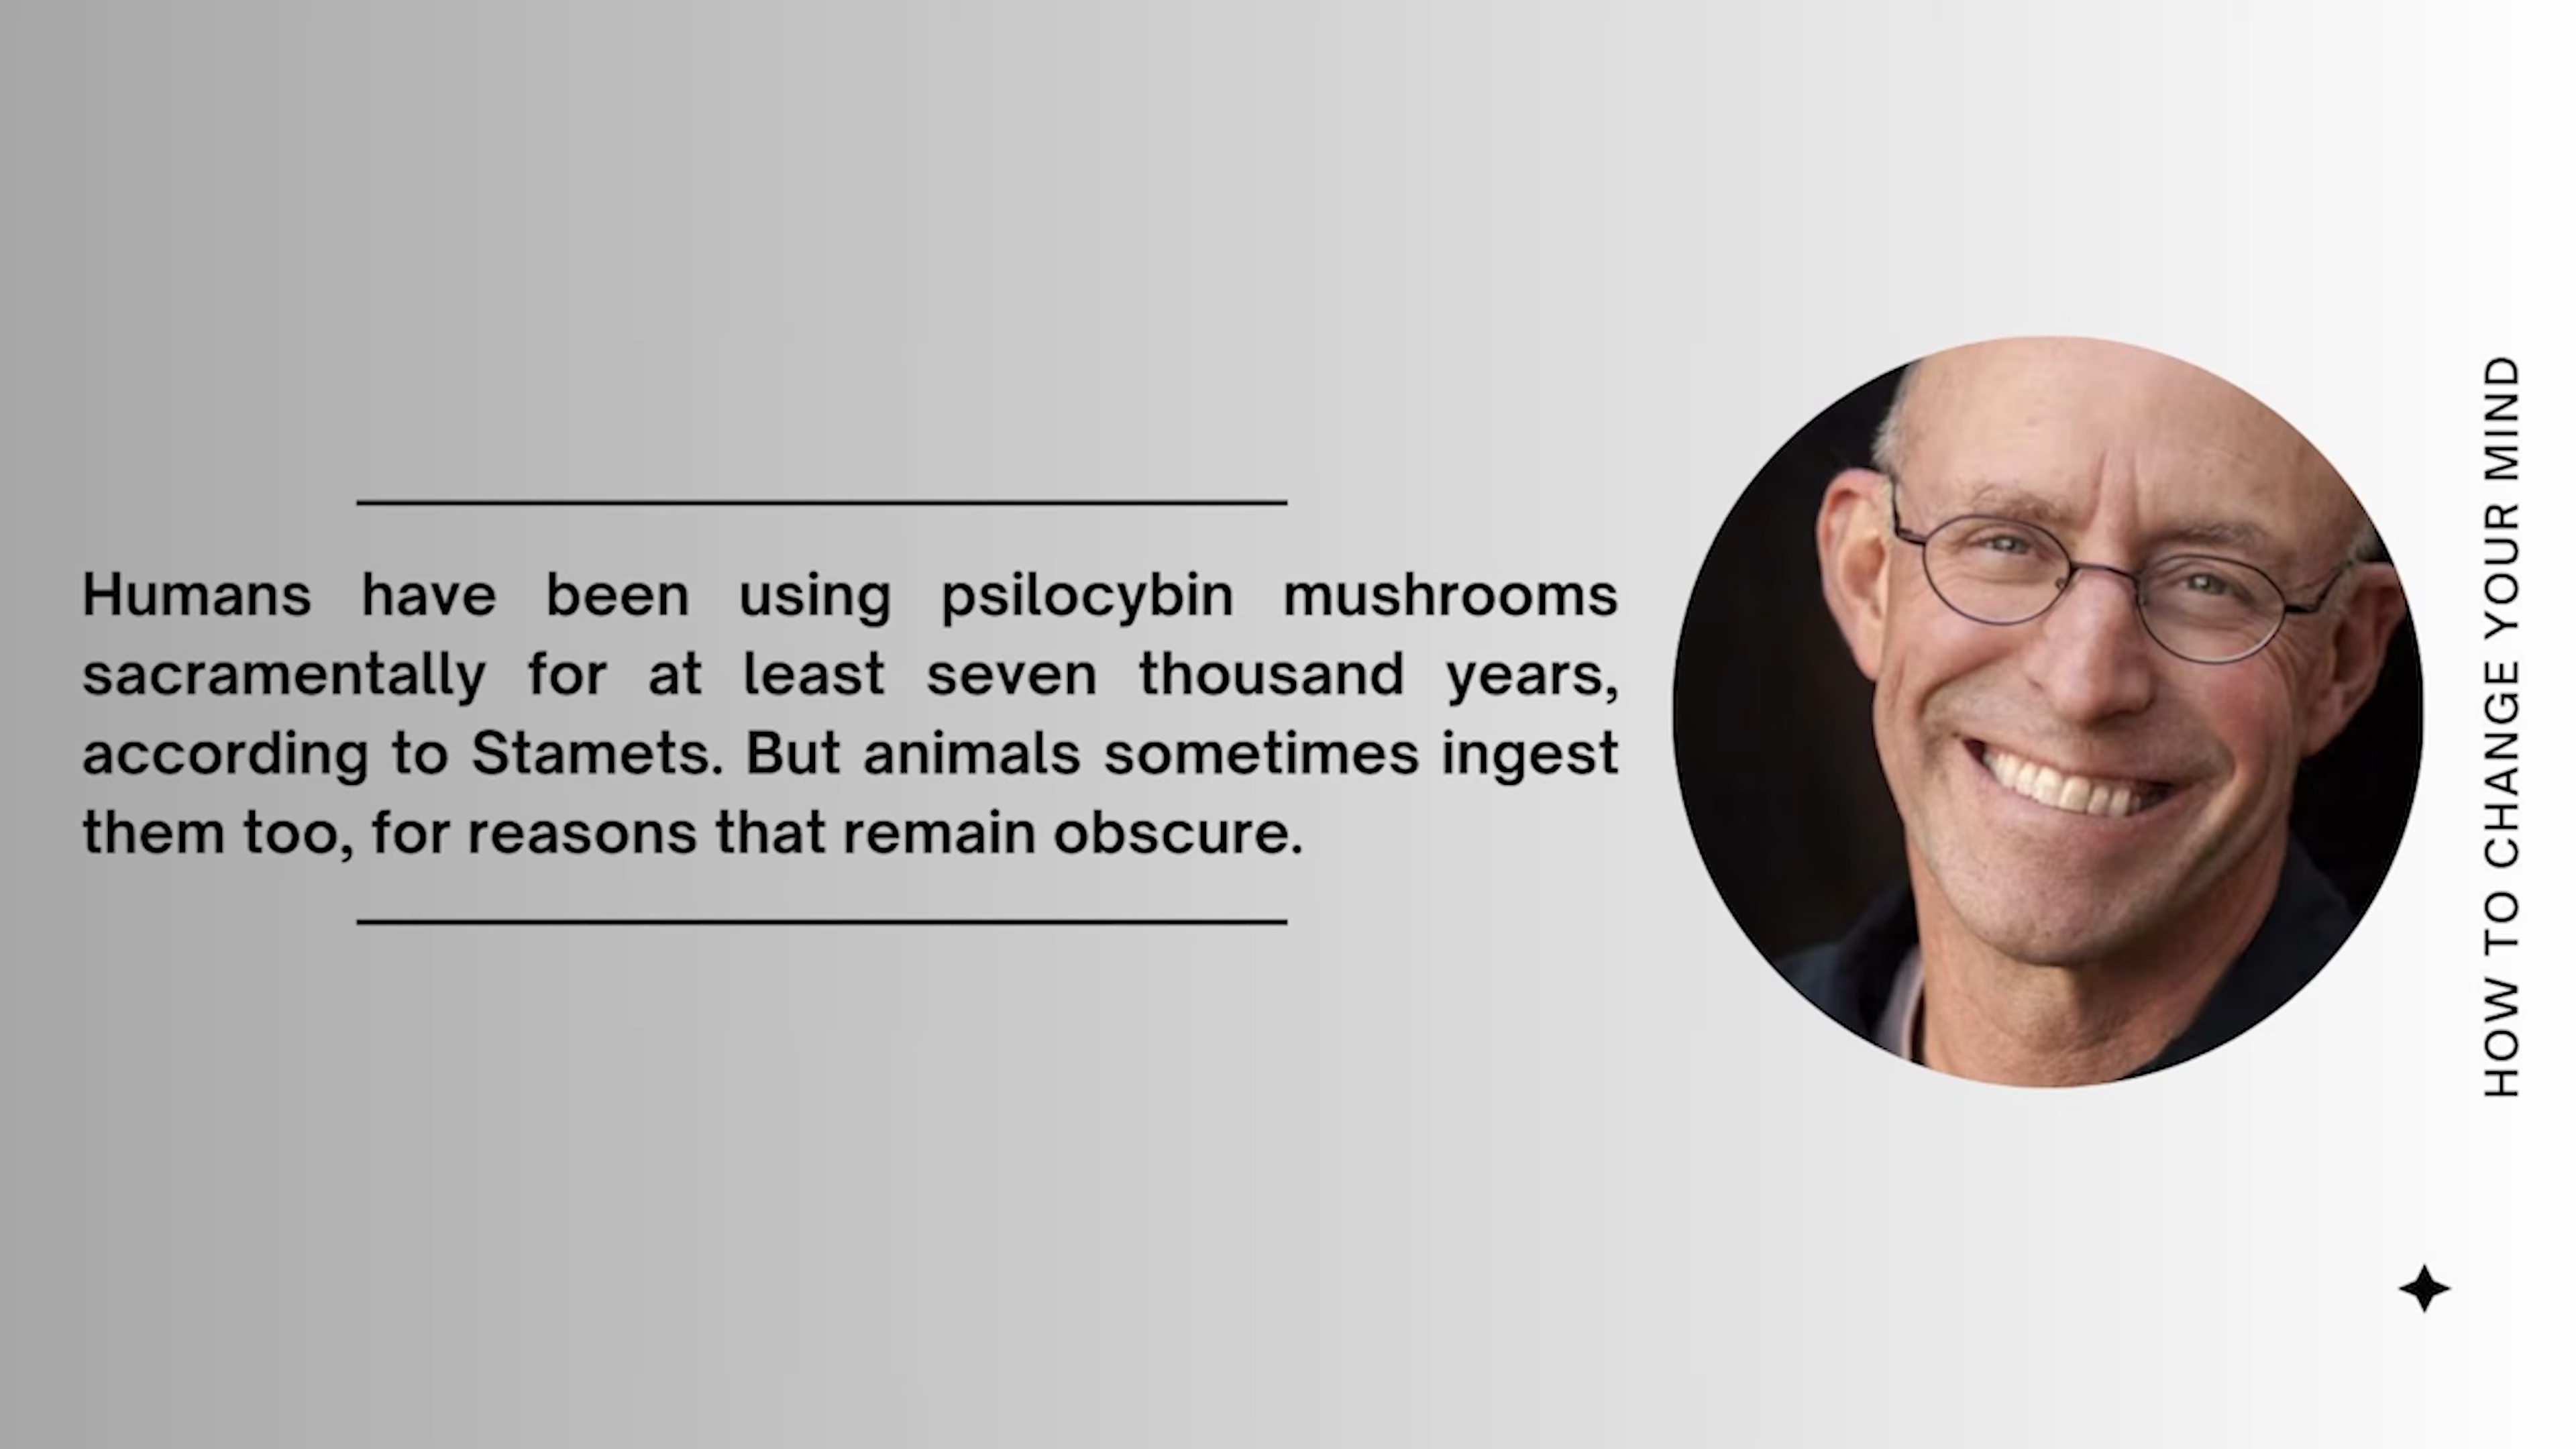 Humans have been using psilocybin mushrooms
sacramentally for at least seven thousand years,
according to Stamets. But animals sometimes ingest
them too, for reasons that remain obscure.
HOW TO CHANGE YOUR MIND